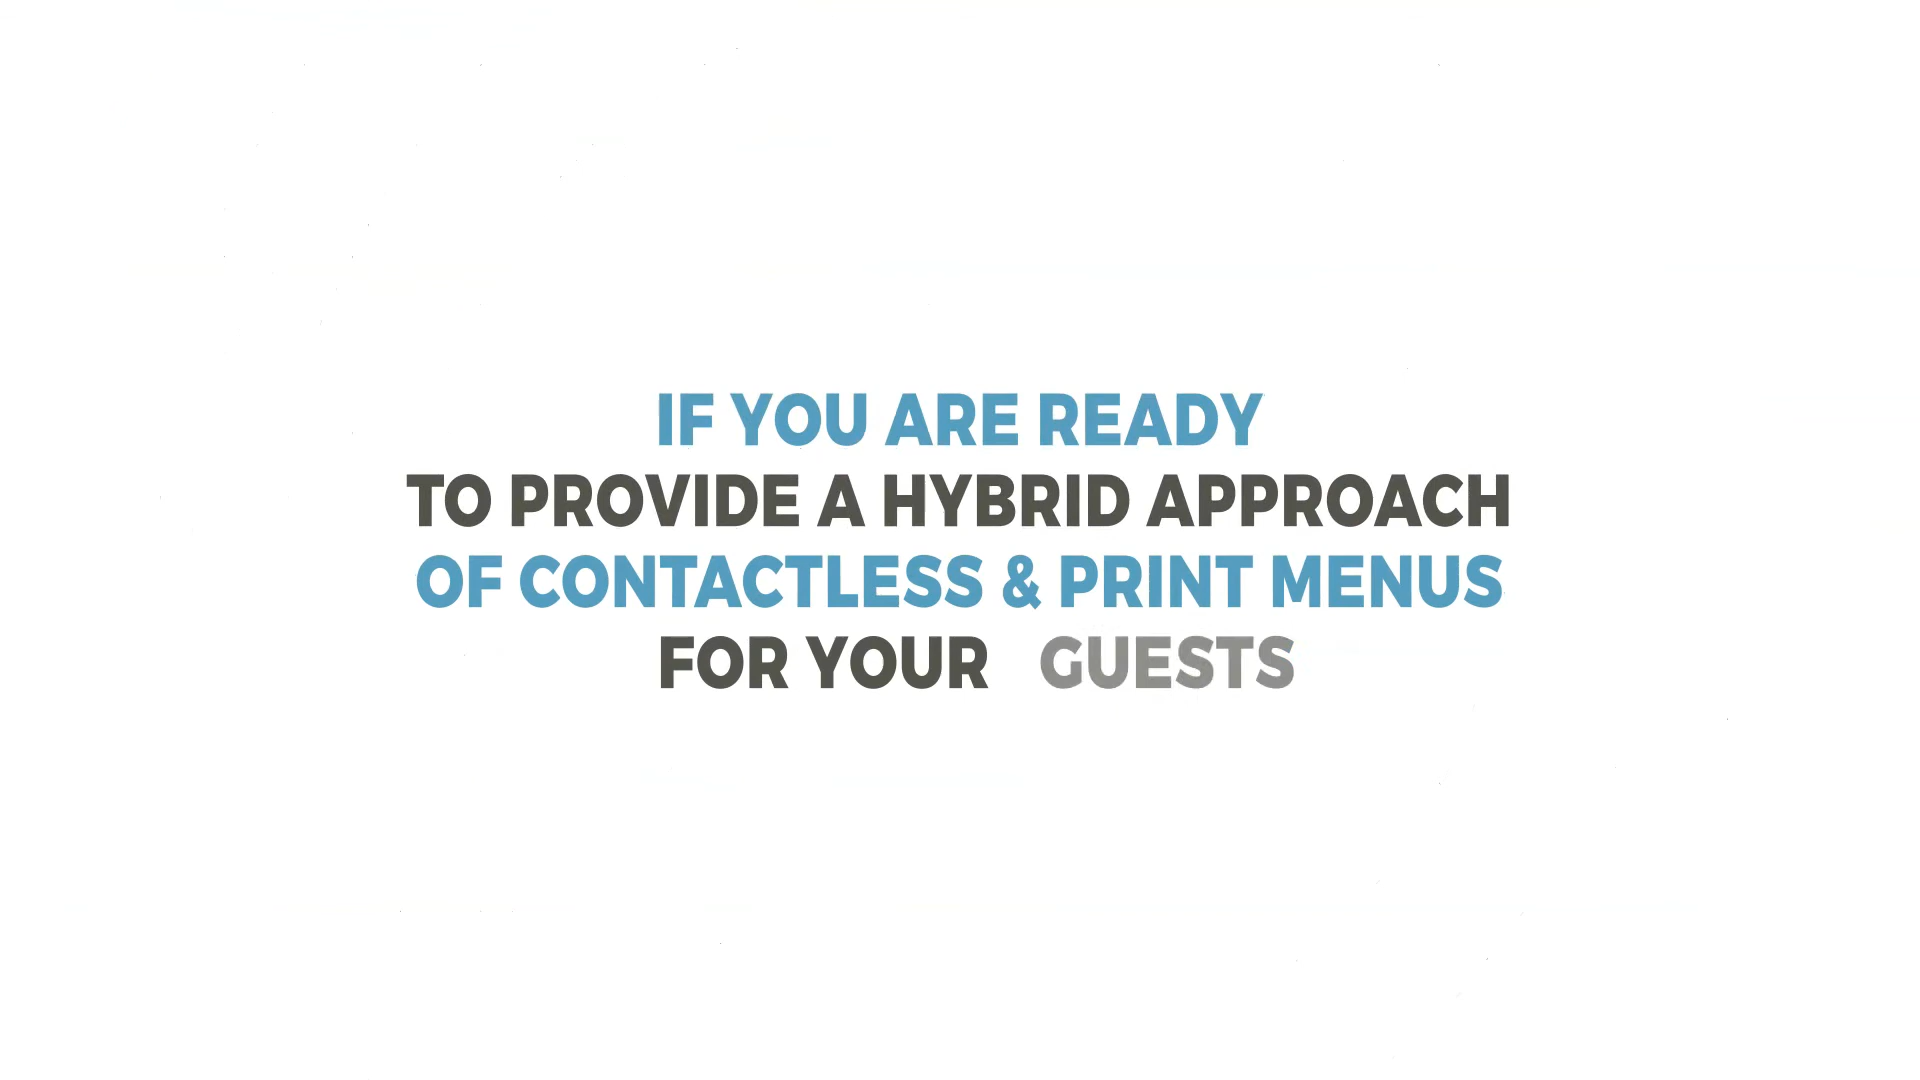 IF YOU ARE READY
TO PROVIDE A HYBRID APPROACH
OF CONTACTLESS & PRINT MENUS
FOR YOUR GUESTS